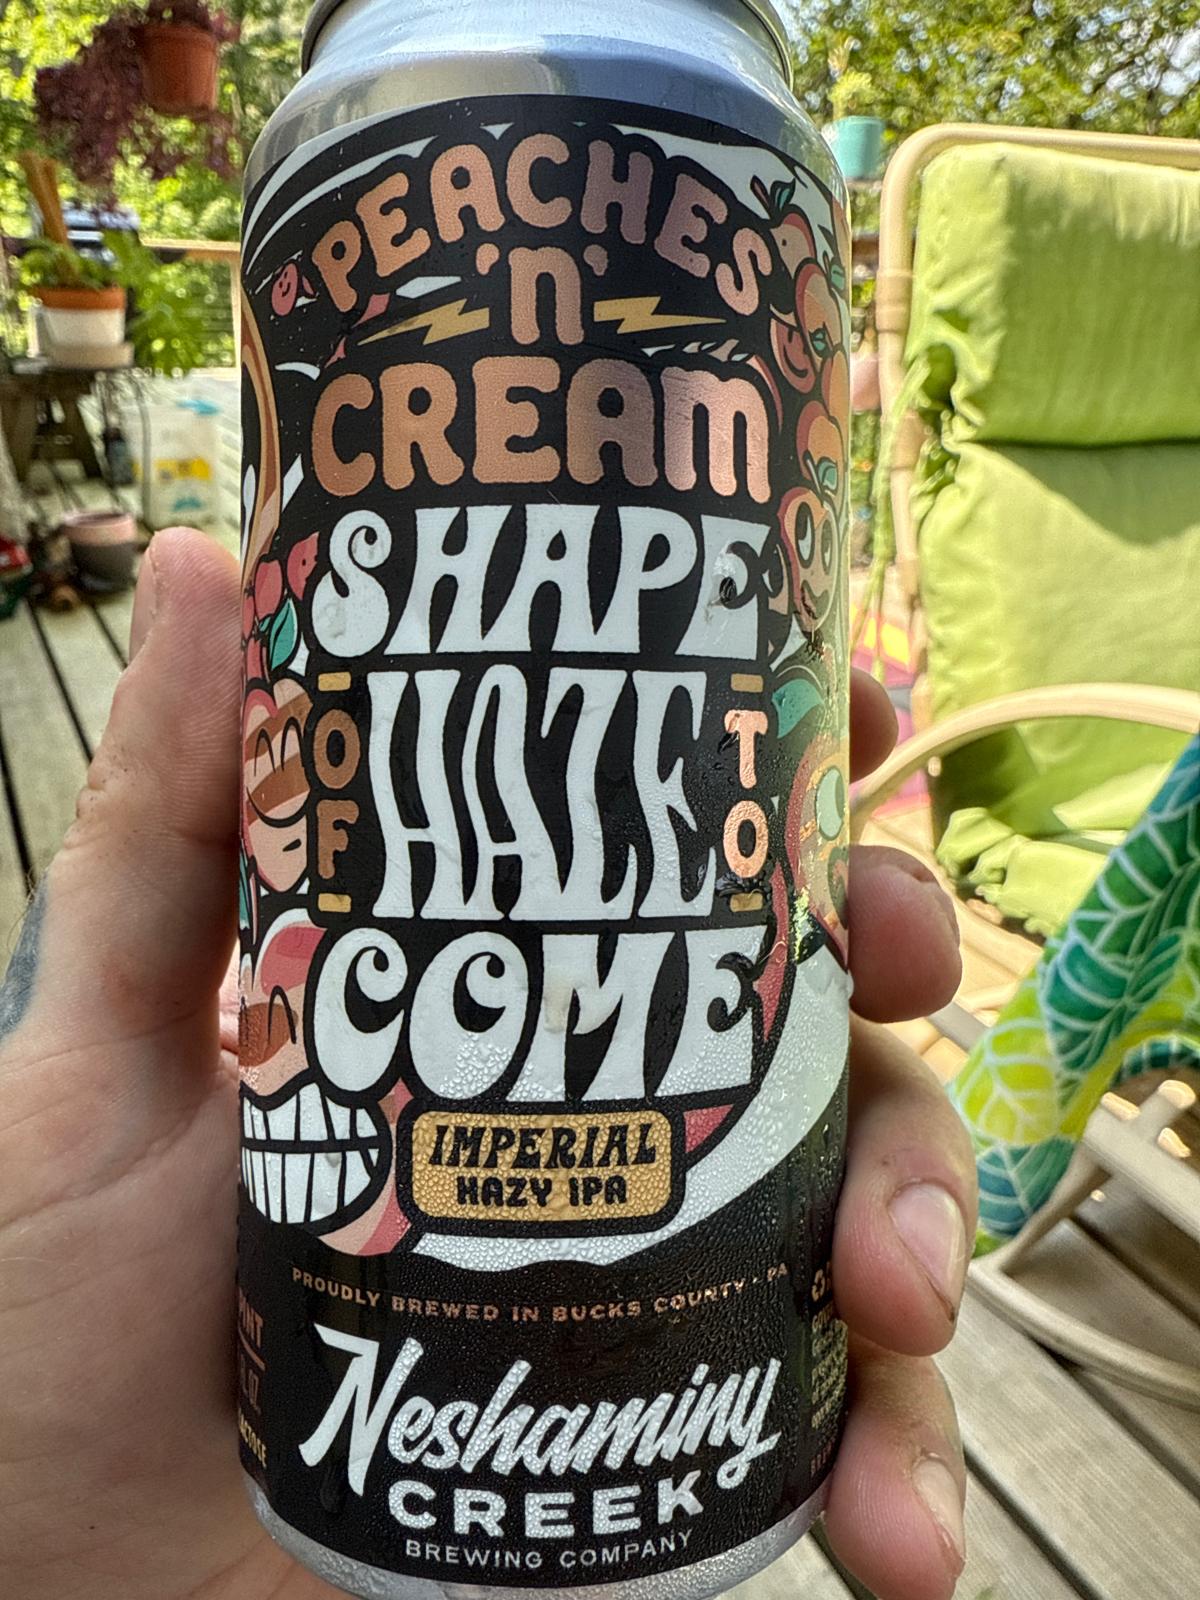 PEACHES
'N'
CREAM
SHAPE
OF HAZE TO
COME
IMPERIAL
HAZY IPA
PROUDLY BREWED IN BUCKS COUNTY • PA
Neshaminy
CREEK
BREWING COMPANY